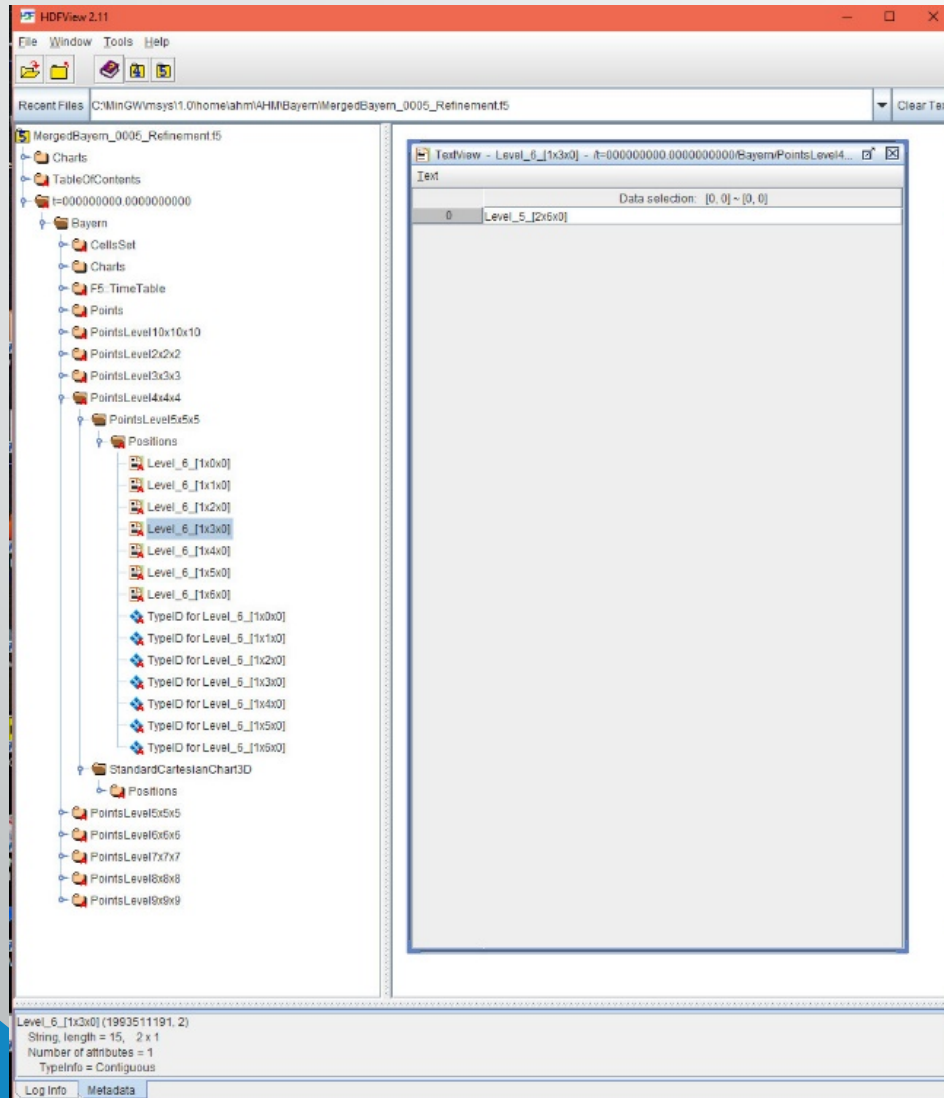 HDFView 2.11
File Window Tools Help
Recent Files C:\MinGW\msys\1.0\home\ahm\AHM\Bayern\MergedBayern_0005_Refinement.f5 Clear Tex
MergedBayern_0005_Refinement.f5
Charts
TableOfContents
t=000000000.0000000000
Bayern
CellsSet
Charts
F5::TimeTable
Points
PointsLevel10x10x10
PointsLevel2x2x2
PointsLevel3x3x3
PointsLevel4x4x4
PointsLevel5x5x5
Positions
Level_6_[1x0x0]
Level_6_[1x1x0]
Level_6_[1x2x0]
Level_6_[1x3x0]
Level_6_[1x4x0]
Level_6_[1x5x0]
Level_6_[1x6x0]
TypeID for Level_6_[1x0x0]
TypeID for Level_6_[1x1x0]
TypeID for Level_6_[1x2x0]
TypeID for Level_6_[1x3x0]
TypeID for Level_6_[1x4x0]
TypeID for Level_6_[1x5x0]
TypeID for Level_6_[1x6x0]
StandardCartesianChart3D
Positions
PointsLevel5x5x5
PointsLevel6x6x6
PointsLevel7x7x7
PointsLevel8x8x8
PointsLevel9x9x9
TextView - Level_6_[1x3x0] - /t=000000000.0000000000/Bayern/PointsLevel4...
Text
Data selection: [0, 0] ~ [0, 0]
0 Level_5_[2x6x0]
Level_6_[1x3x0] (1993511191, 2)
String, length = 15, 2 x 1
Number of attributes = 1
TypeInfo = Contiguous
Log Info Metadata